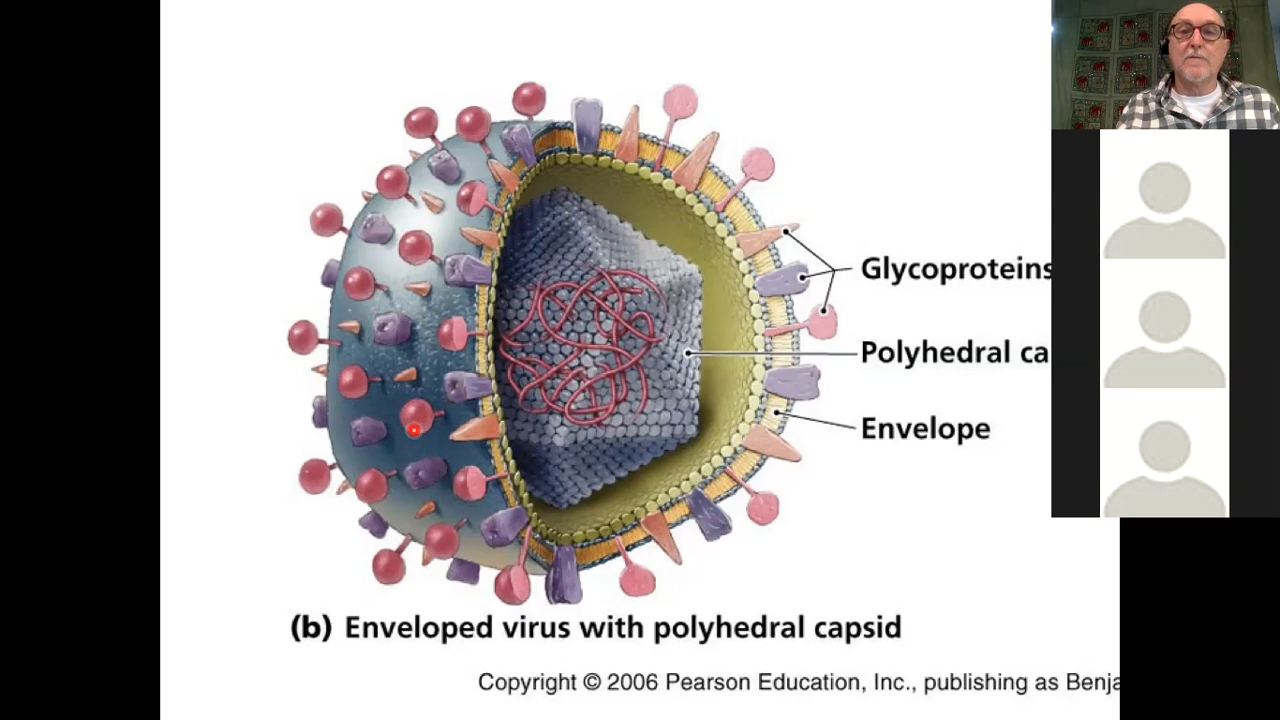 Glycoproteins
Polyhedral ca
Envelope
(b) Enveloped virus with polyhedral capsid
Copyright © 2006 Pearson Education, Inc., publishing as Benja